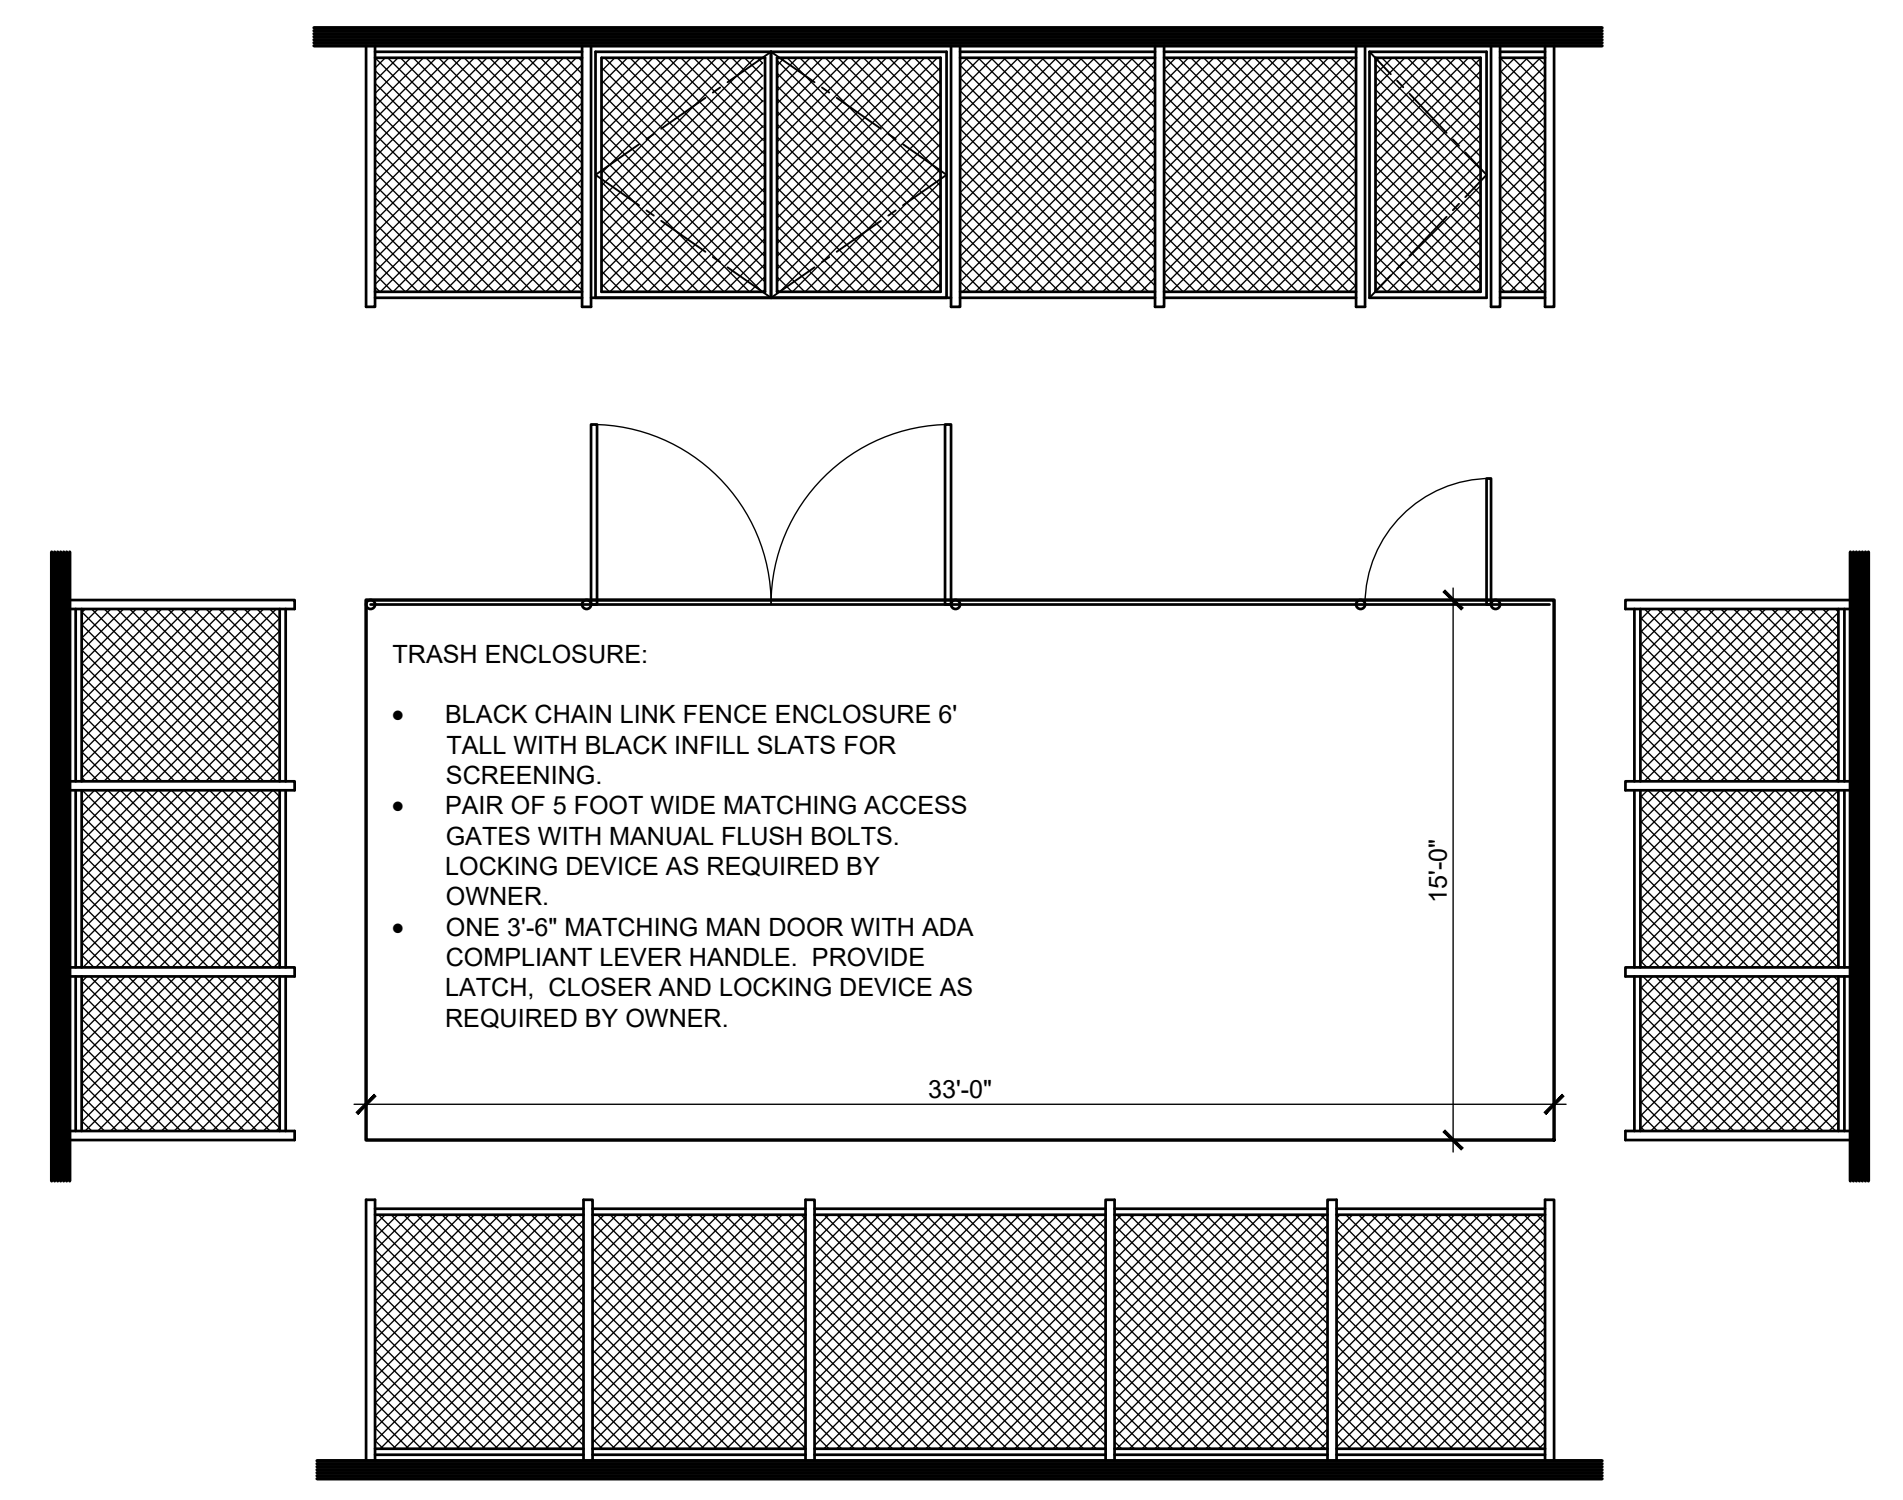 TRASH ENCLOSURE:
• BLACK CHAIN LINK FENCE ENCLOSURE 6'
TALL WITH BLACK INFILL SLATS FOR
SCREENING.
• PAIR OF 5 FOOT WIDE MATCHING ACCESS
GATES WITH MANUAL FLUSH BOLTS.
LOCKING DEVICE AS REQUIRED BY
OWNER.
• ONE 3'-6" MATCHING MAN DOOR WITH ADA
COMPLIANT LEVER HANDLE. PROVIDE
LATCH, CLOSER AND LOCKING DEVICE AS
REQUIRED BY OWNER.
15'-0"
33'-0"